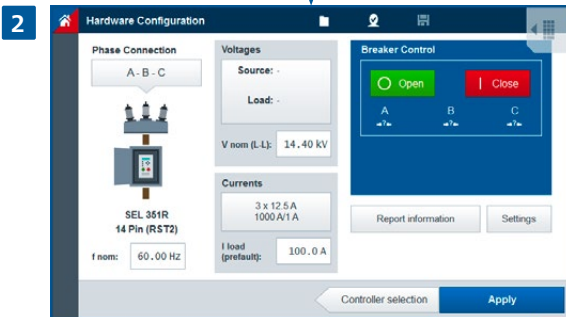 2
Hardware Configuration
Phase Connection
A - B - C
SEL 351R
14 Pin (RST2)
f nom: 60.00 Hz
Voltages
Source: -
Load: -
V nom (L-L): 14.40 kV
Currents
3 x 12.5 A
1000 A/1 A
I load
(prefault): 100.0 A
Breaker Control
Open
Close
A B C
-?- -?- -?-
Report information
Settings
Controller selection
Apply